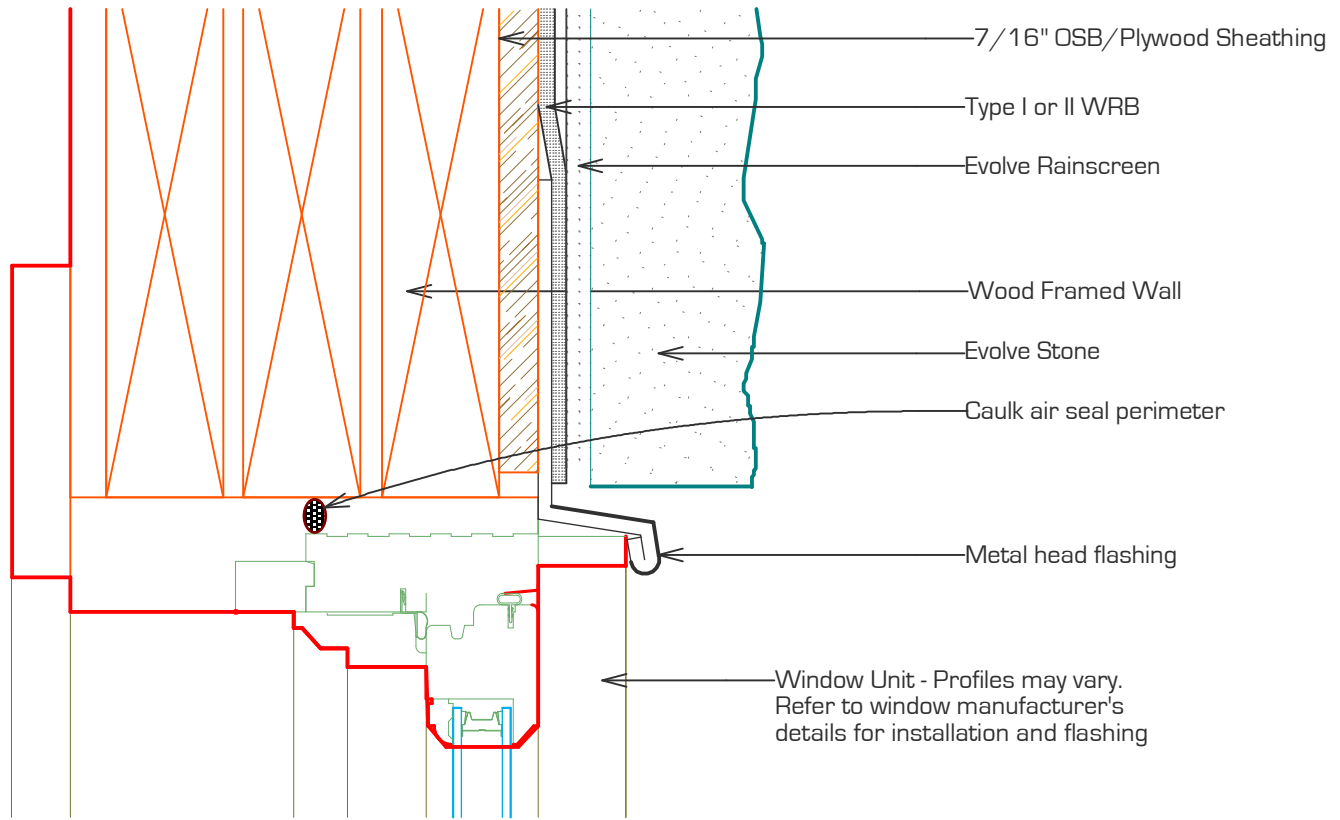 7/16" OSB/Plywood Sheathing
Type I or II WRB
Evolve Rainscreen
Wood Framed Wall
Evolve Stone
Caulk air seal perimeter
Metal head flashing
Window Unit - Profiles may vary.
Refer to window manufacturer's
details for installation and flashing